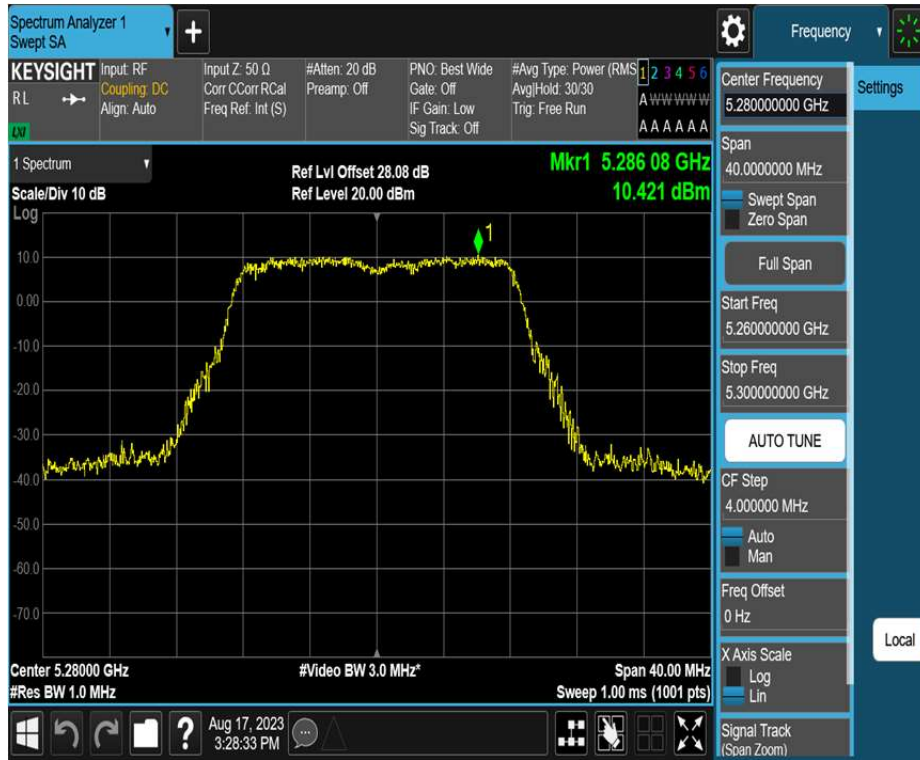 Spectrum Analyzer 1
Swept SA
+
Frequency
KEYSIGHT
RL
LXI
Input: RF
Coupling: DC
Align: Auto
Input Z: 50 Ω
Corr CCorr RCal
Freq Ref: Int (S)
#Atten: 20 dB
Preamp: Off
PNO: Best Wide
Gate: Off
IF Gain: Low
Sig Track: Off
#Avg Type: Power (RMS
Avg|Hold: 30/30
Trig: Free Run
1 2 3 4 5 6
A W W W W W
A A A A A A
1 Spectrum
Scale/Div 10 dB
Log
Ref Lvl Offset 28.08 dB
Ref Level 20.00 dBm
Mkr1 5.286 08 GHz
10.421 dBm
1
10.0
0.00
-10.0
-20.0
-30.0
-40.0
-50.0
-60.0
-70.0
Center 5.28000 GHz
#Res BW 1.0 MHz
#Video BW 3.0 MHz*
Span 40.00 MHz
Sweep 1.00 ms (1001 pts)
?
Aug 17, 2023
3:28:33 PM
Center Frequency
5.280000000 GHz
Span
40.0000000 MHz
Swept Span
Zero Span
Full Span
Start Freq
5.260000000 GHz
Stop Freq
5.300000000 GHz
AUTO TUNE
CF Step
4.000000 MHz
Auto
Man
Freq Offset
0 Hz
X Axis Scale
Log
Lin
Signal Track
(Span Zoom)
Settings
Local